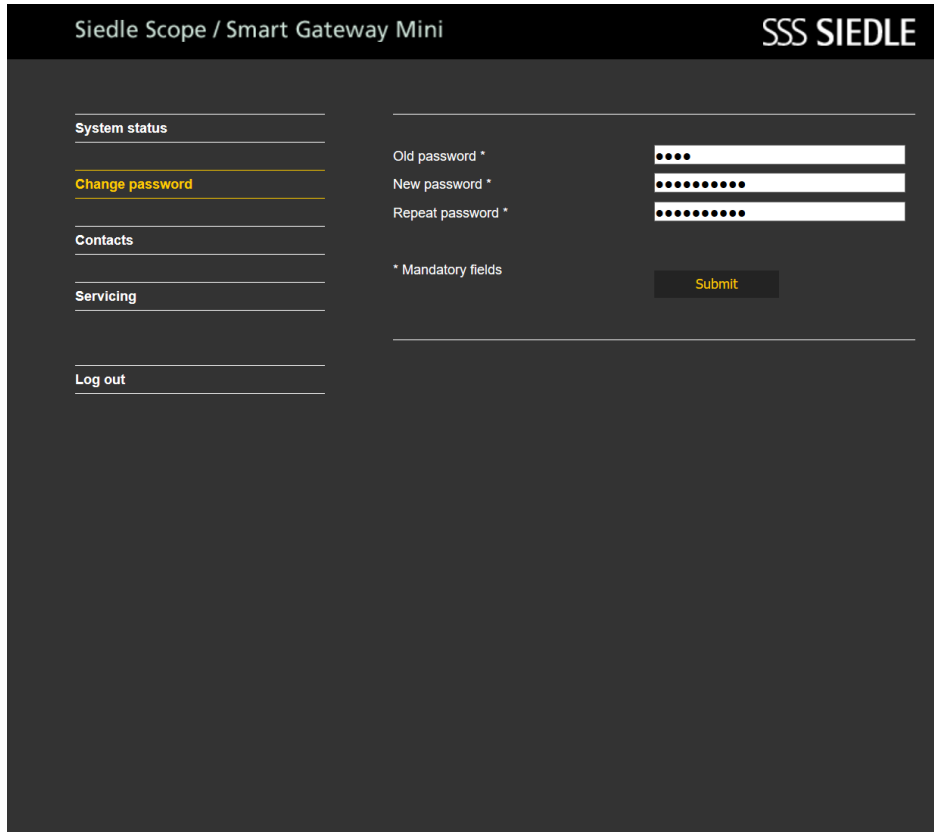 Siedle Scope / Smart Gateway Mini
SSS SIEDLE
System status
Change password
Contacts
Servicing
Log out
Old password * ●●●●
New password * ●●●●●●●●●●
Repeat password * ●●●●●●●●●●
* Mandatory fields
Submit